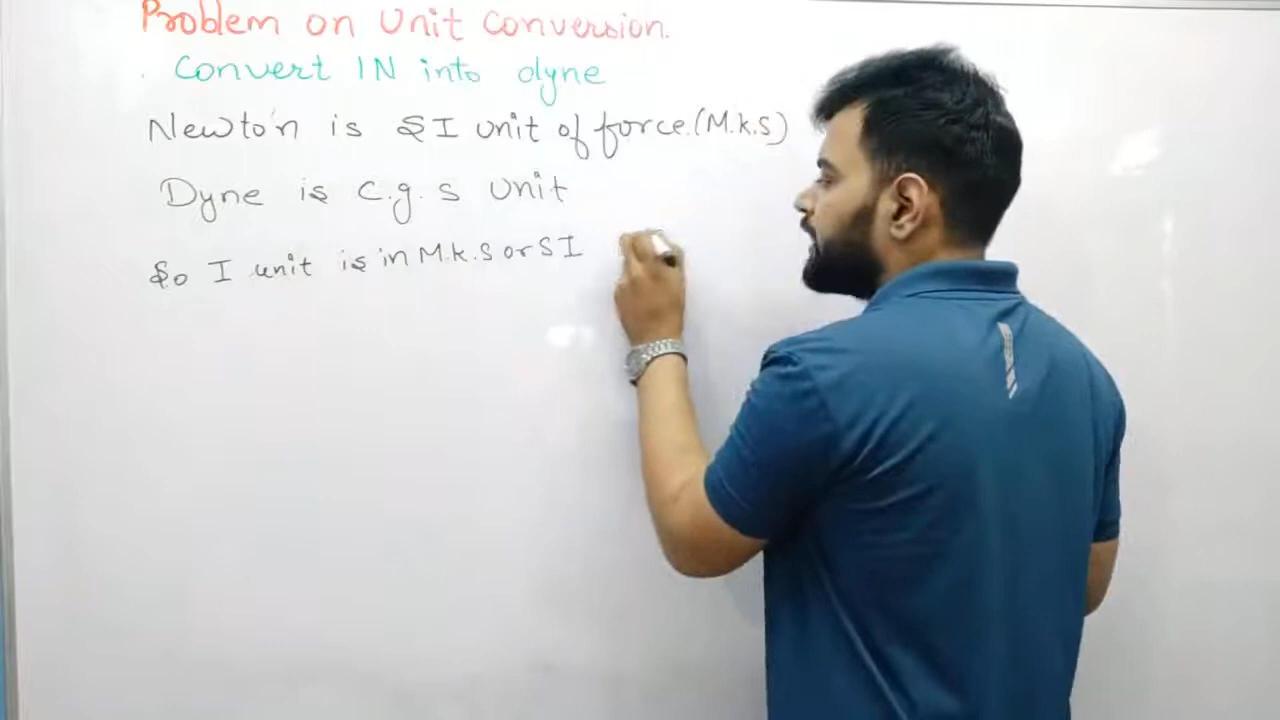 Problem on Unit Conversion.
. Convert 1N into dyne
Newton is SI unit of force.(M.k.S)
Dyne is C.g.s Unit
So I unit is in M.k.S or SI